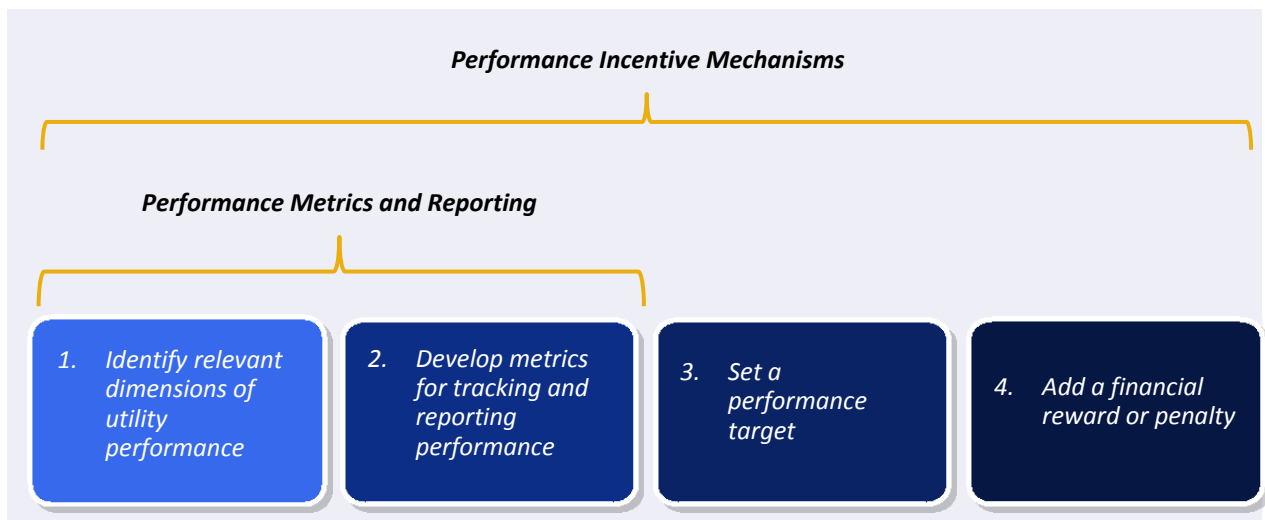 Performance Incentive Mechanisms
Performance Metrics and Reporting
1. Identify relevant
dimensions of
utility
performance
2. Develop metrics
for tracking and
reporting
performance
3. Set a
performance
target
4. Add a financial
reward or penalty